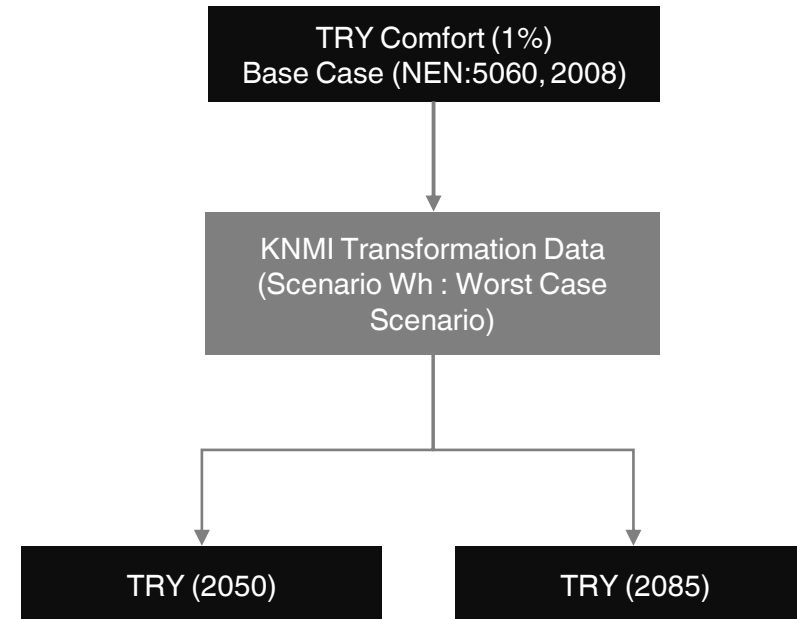 TRY Comfort (1%)
Base Case (NEN:5060, 2008)
KNMI Transformation Data
(Scenario Wh : Worst Case
Scenario)
TRY (2050)
TRY (2085)